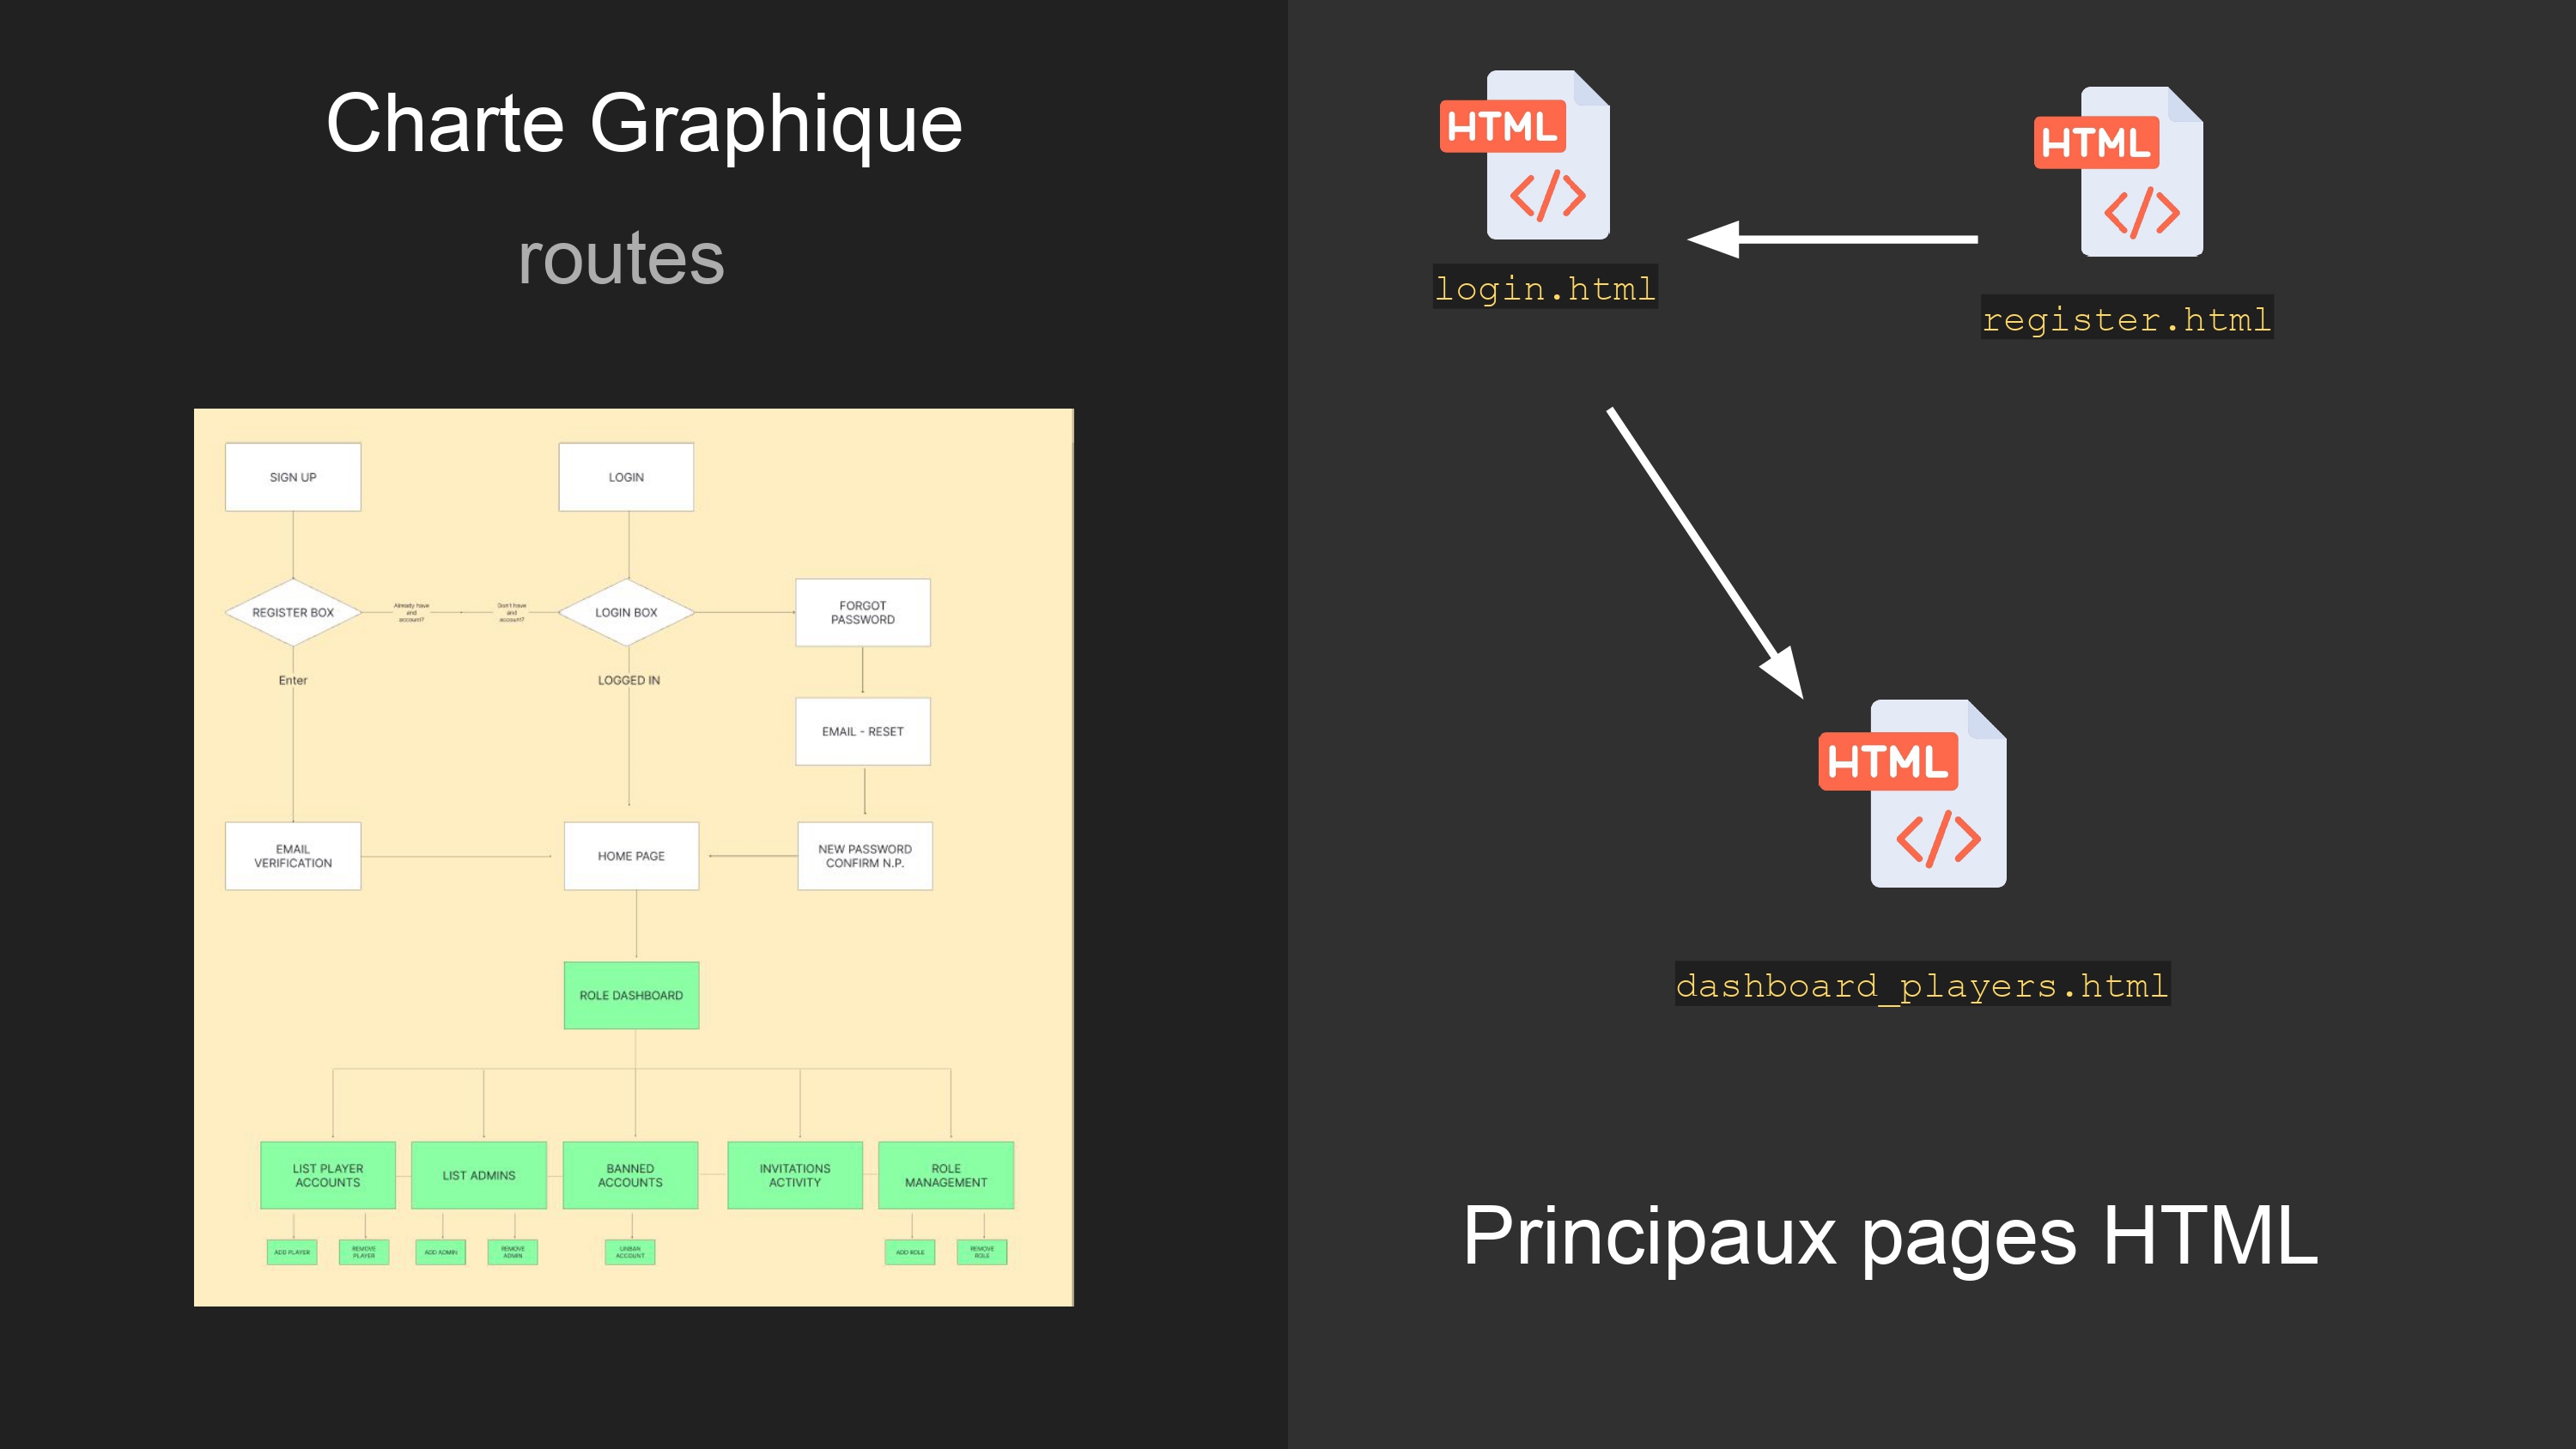 Charte Graphique
routes
SIGN UP
LOGIN
REGISTER BOX
Already have
and
account?
Don't have
and
account?
LOGIN BOX
FORGOT
PASSWORD
Enter
LOGGED IN
EMAIL - RESET
EMAIL
VERIFICATION
HOME PAGE
NEW PASSWORD
CONFIRM N.P.
ROLE DASHBOARD
LIST PLAYER
ACCOUNTS
LIST ADMINS
BANNED
ACCOUNTS
INVITATIONS
ACTIVITY
ROLE
MANAGEMENT
ADD PLAYER
REMOVE
PLAYER
ADD ADMIN
REMOVE
ADMIN
UNBAN
ACCOUNT
ADD ROLE
REMOVE
ROLE
HTML
</>
login.html
HTML
</>
register.html
HTML
</>
dashboard_players.html
Principaux pages HTML